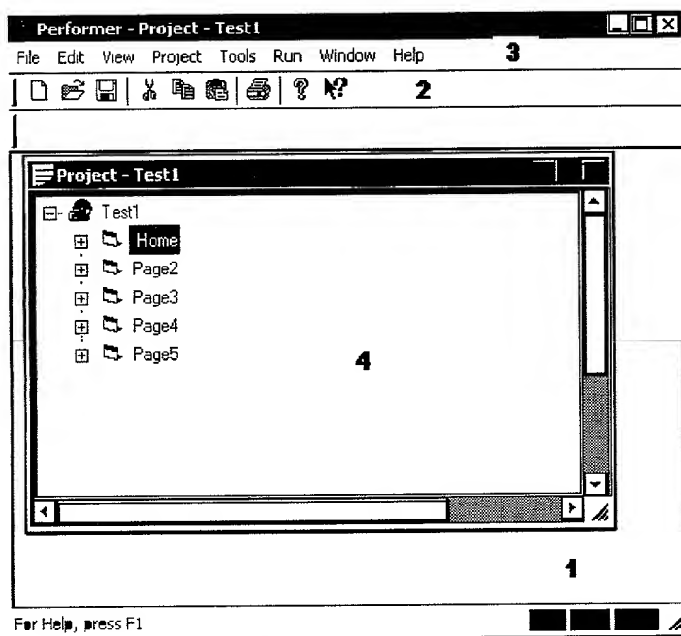 Performer - Project - Test1
File Edit View Project Tools Run Window Help
3
2
Project - Test1
Test1
Home
Page2
Page3
Page4
Page5
4
1
For Help, press F1